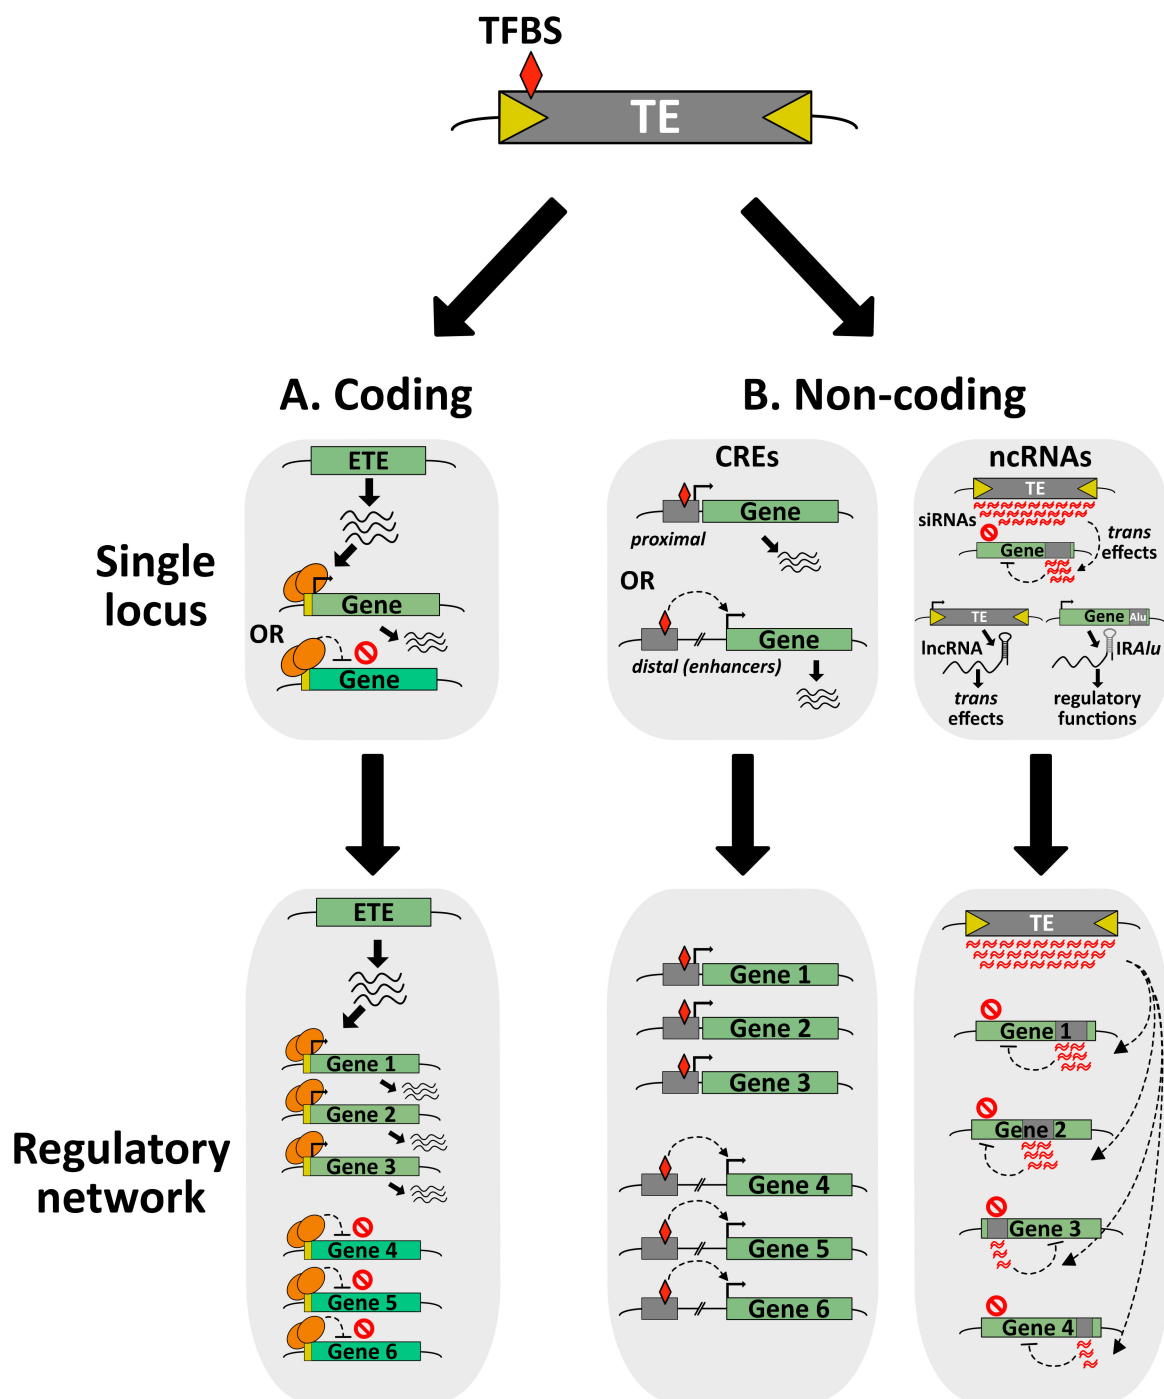 TFBS
TE
A. Coding
B. Non-coding
Single
locus
ETE
Gene
OR
Gene
CREs
Gene
proximal
OR
Gene
distal (enhancers)
ncRNAs
TE
siRNAs
trans
effects
Gene
TE
Gene Alu
lncRNA
IRAlu
trans
effects
regulatory
functions
Regulatory
network
ETE
Gene 1
Gene 2
Gene 3
Gene 4
Gene 5
Gene 6
Gene 1
Gene 2
Gene 3
Gene 4
Gene 5
Gene 6
TE
Gene 1
Gene 2
Gene 3
Gene 4